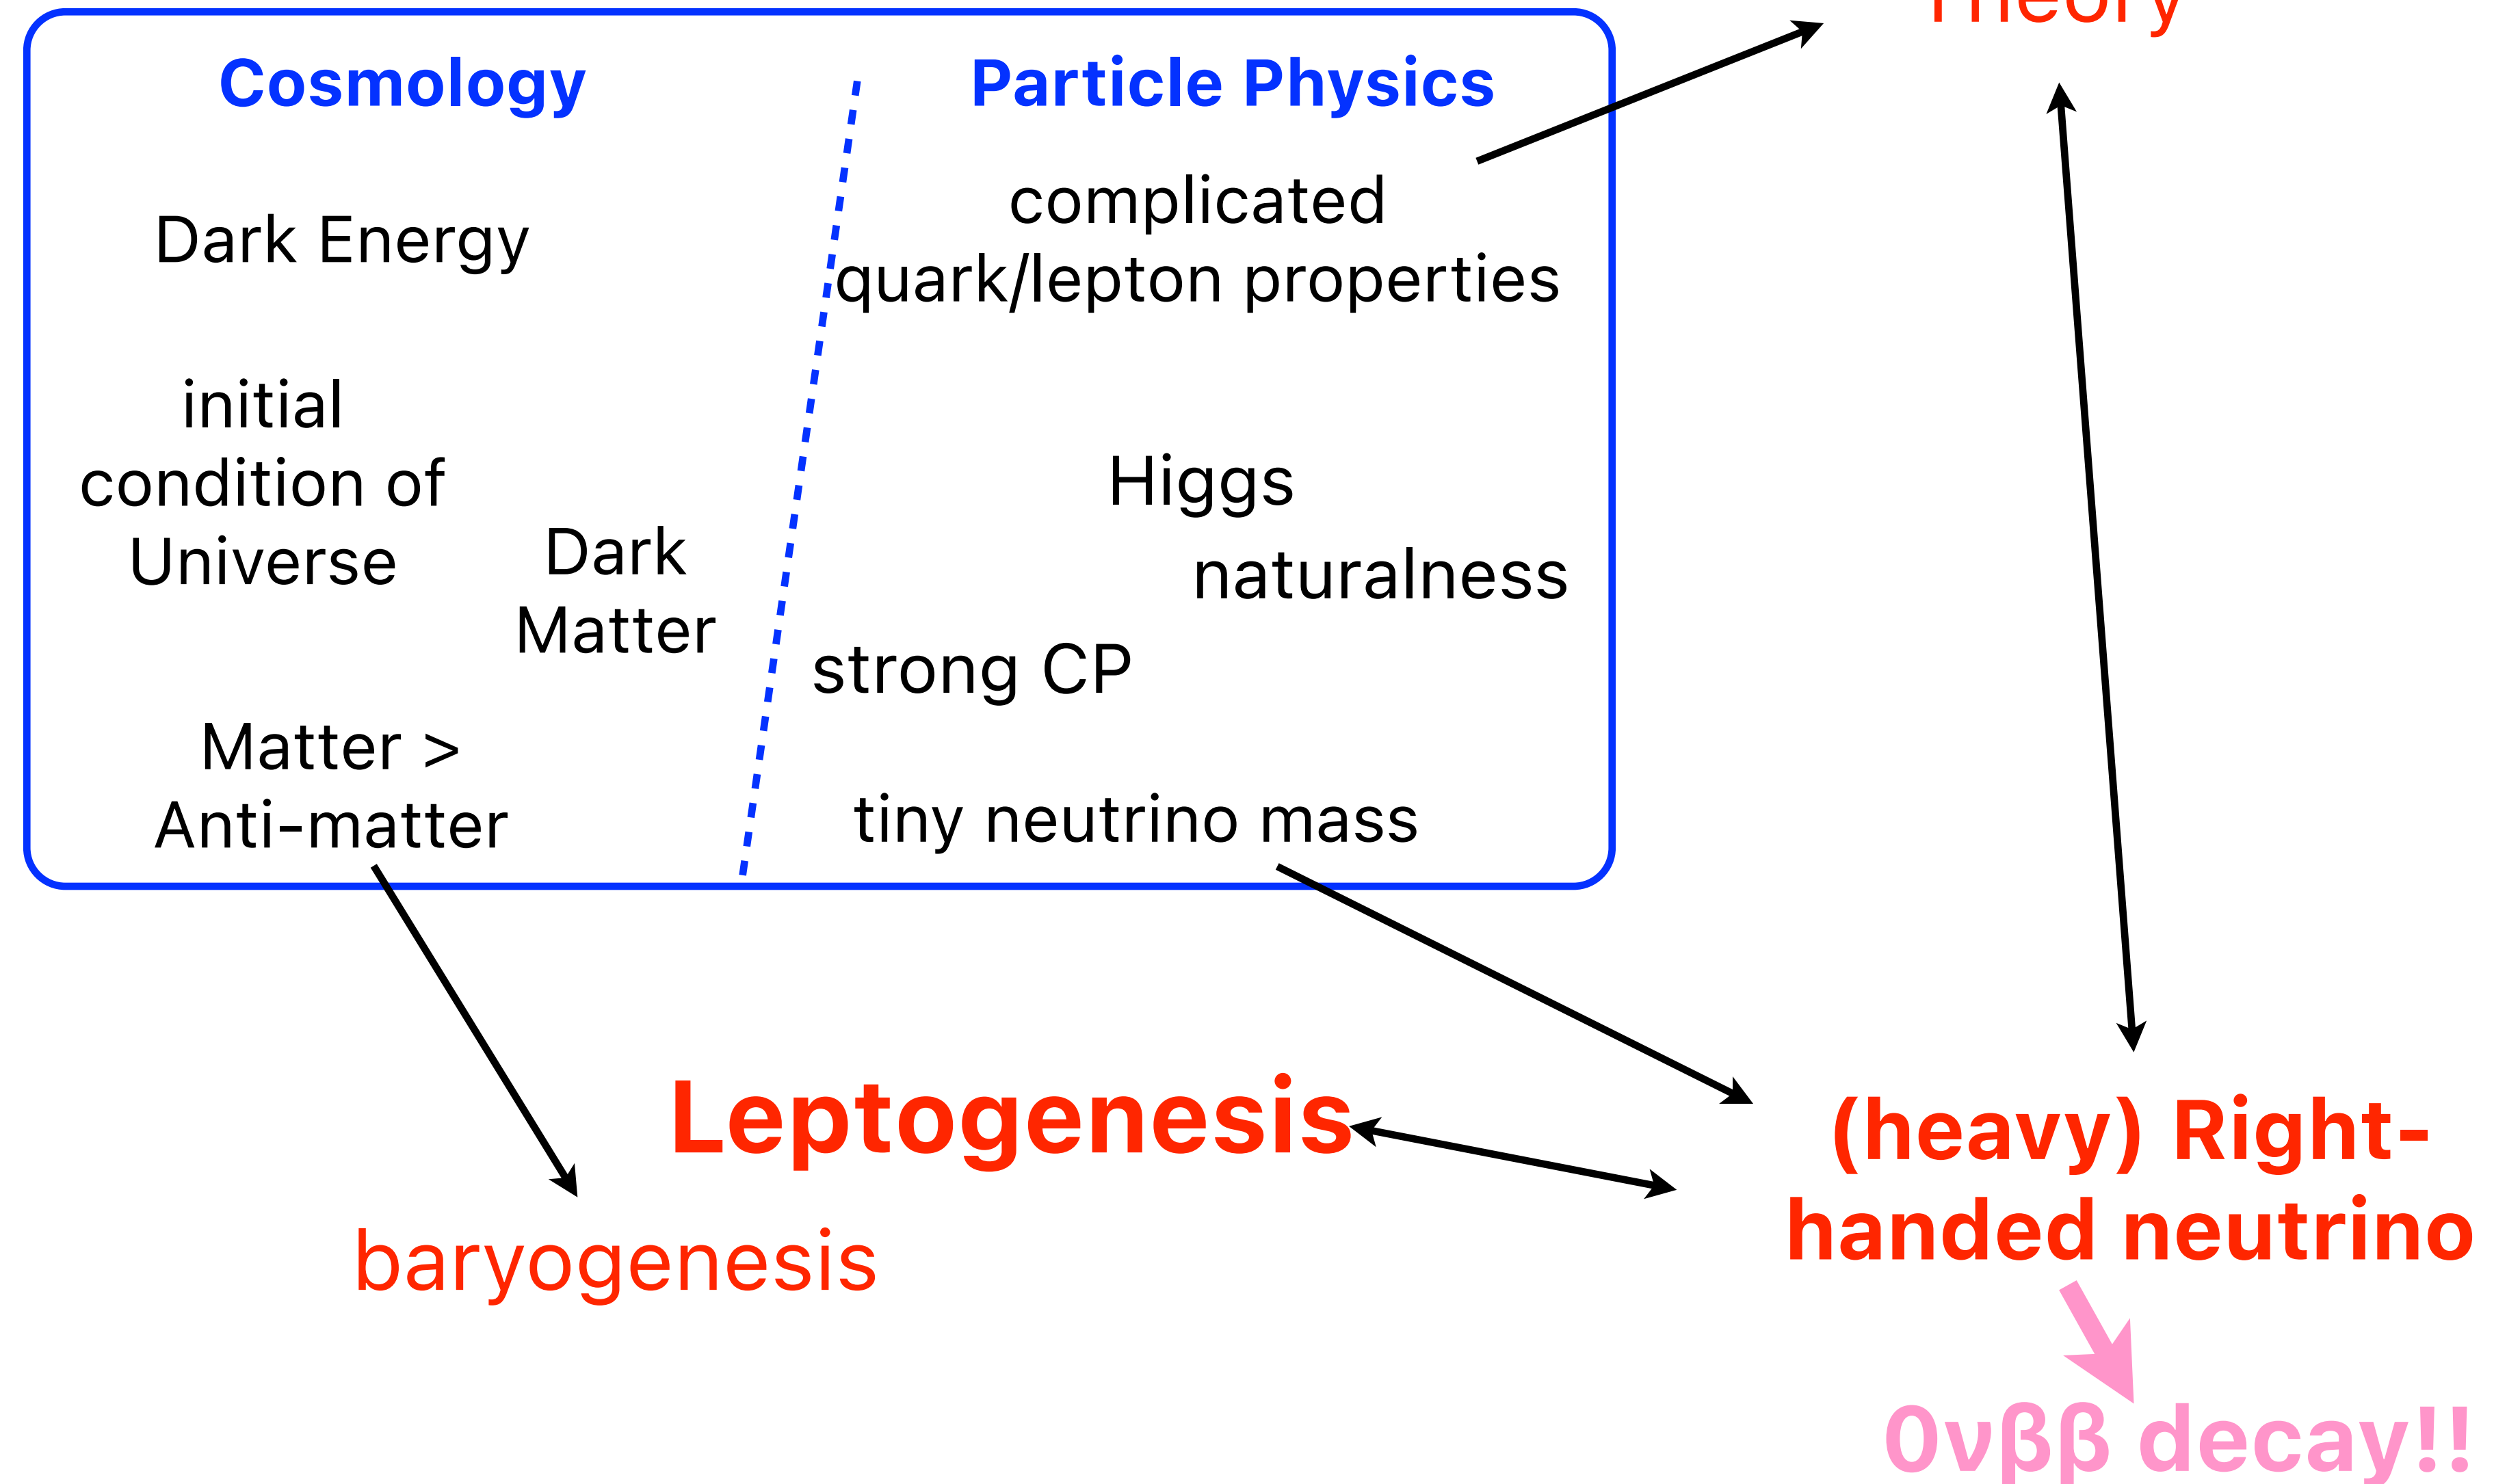 Theory
Cosmology
Particle Physics
complicated
quark/lepton properties
Dark Energy
initial
condition of
Universe
Dark
Matter
Higgs
naturalness
strong CP
Matter >
Anti-matter
tiny neutrino mass
Leptogenesis
baryogenesis
(heavy) Right-
handed neutrino
0νββ decay!!